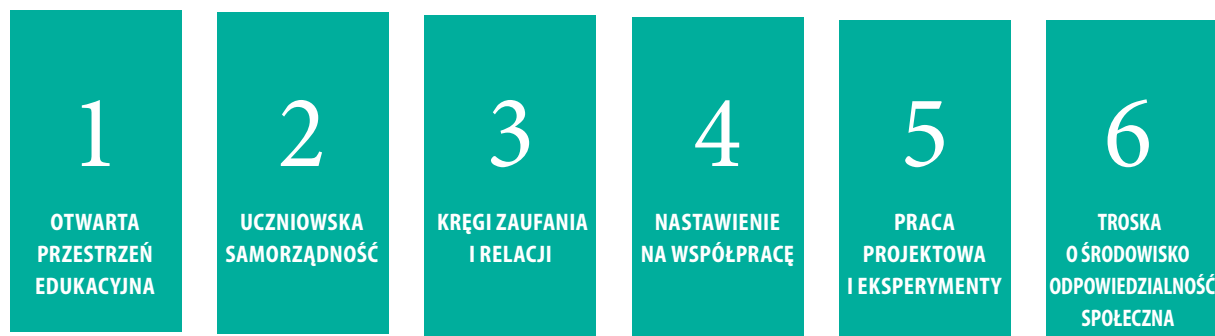 1
OTWARTA
PRZESTRZEŃ
EDUKACYJNA
2
UCZNIOWSKA
SAMORZĄDNOŚĆ
3
KRĘGI ZAUFANIA
I RELACJI
4
NASTAWIENIE
NA WSPÓŁPRACĘ
5
PRACA
PROJEKTOWA
I EKSPERYMENTY
6
TROSKA
O ŚRODOWISKO
ODPOWIEDZIALNOŚĆ
SPOŁECZNA